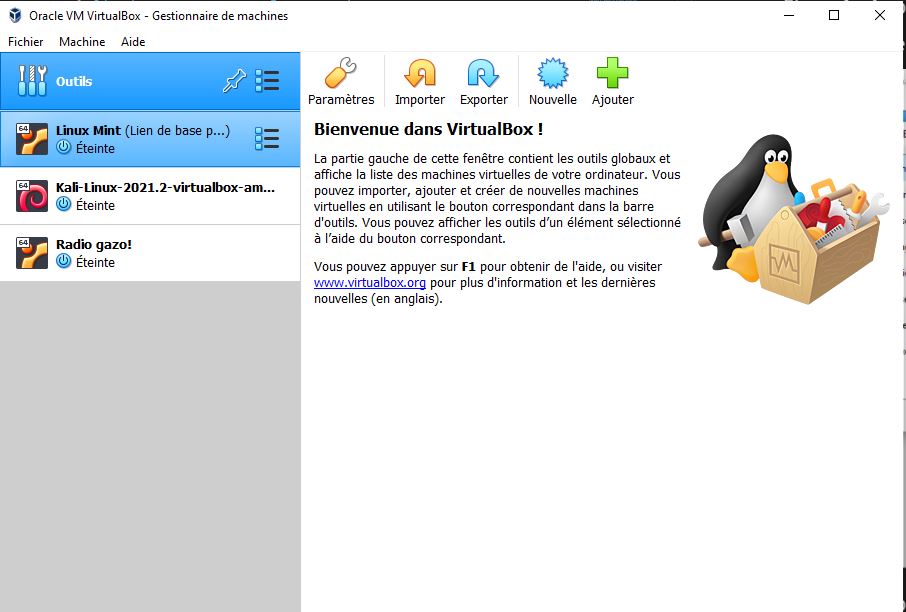 Oracle VM VirtualBox - Gestionnaire de machines
Fichier Machine Aide
Outils
64
Linux Mint (Lien de base p...)
Éteinte
64
Kali-Linux-2021.2-virtualbox-am...
Éteinte
64
Radio gazo!
Éteinte
Paramètres Importer Exporter Nouvelle Ajouter
Bienvenue dans VirtualBox !
La partie gauche de cette fenêtre contient les outils globaux et
affiche la liste des machines virtuelles de votre ordinateur. Vous
pouvez importer, ajouter et créer de nouvelles machines
virtuelles en utilisant le bouton correspondant dans la barre
d'outils. Vous pouvez afficher les outils d’un élément sélectionné
à l’aide du bouton correspondant.
Vous pouvez appuyer sur F1 pour obtenir de l'aide, ou visiter
www.virtualbox.org pour plus d'information et les dernières
nouvelles (en anglais).
VM